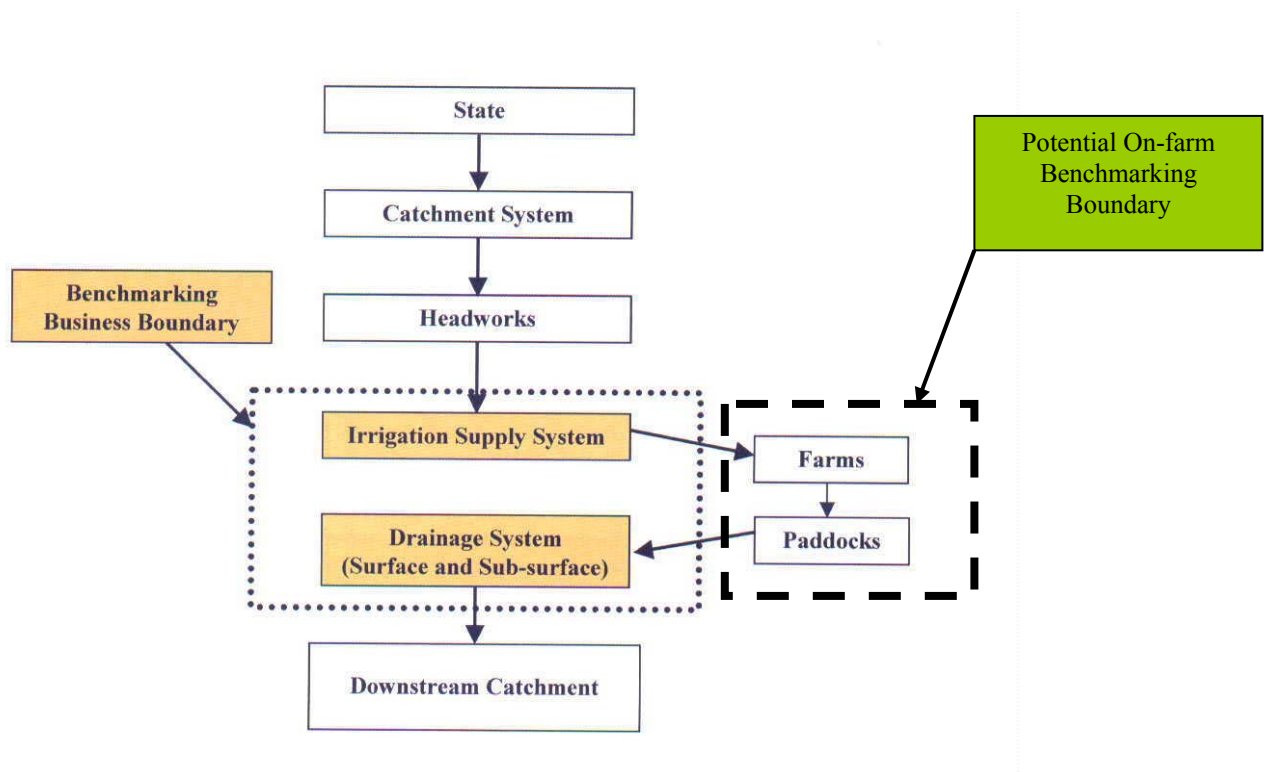 State
Potential On-farm
Benchmarking
Boundary
Catchment System
Benchmarking
Business Boundary
Headworks
Irrigation Supply System
Farms
Drainage System
(Surface and Sub-surface)
Paddocks
Downstream Catchment